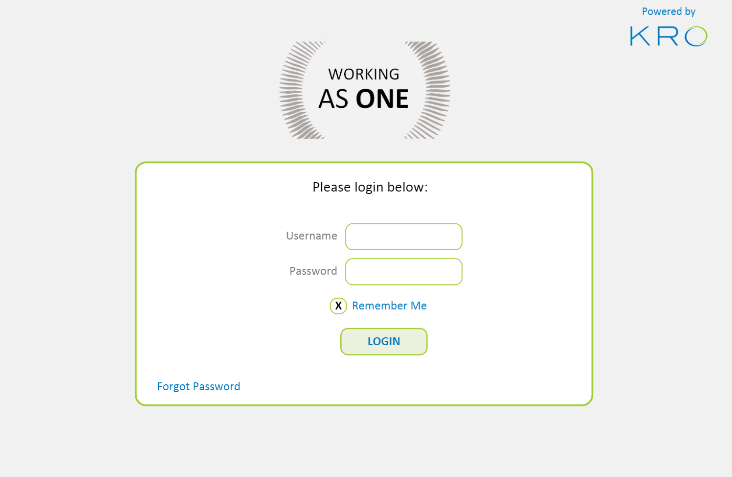 Powered by
KRO
WORKING
AS ONE
Please login below:
Username
Password
X Remember Me
LOGIN
Forgot Password